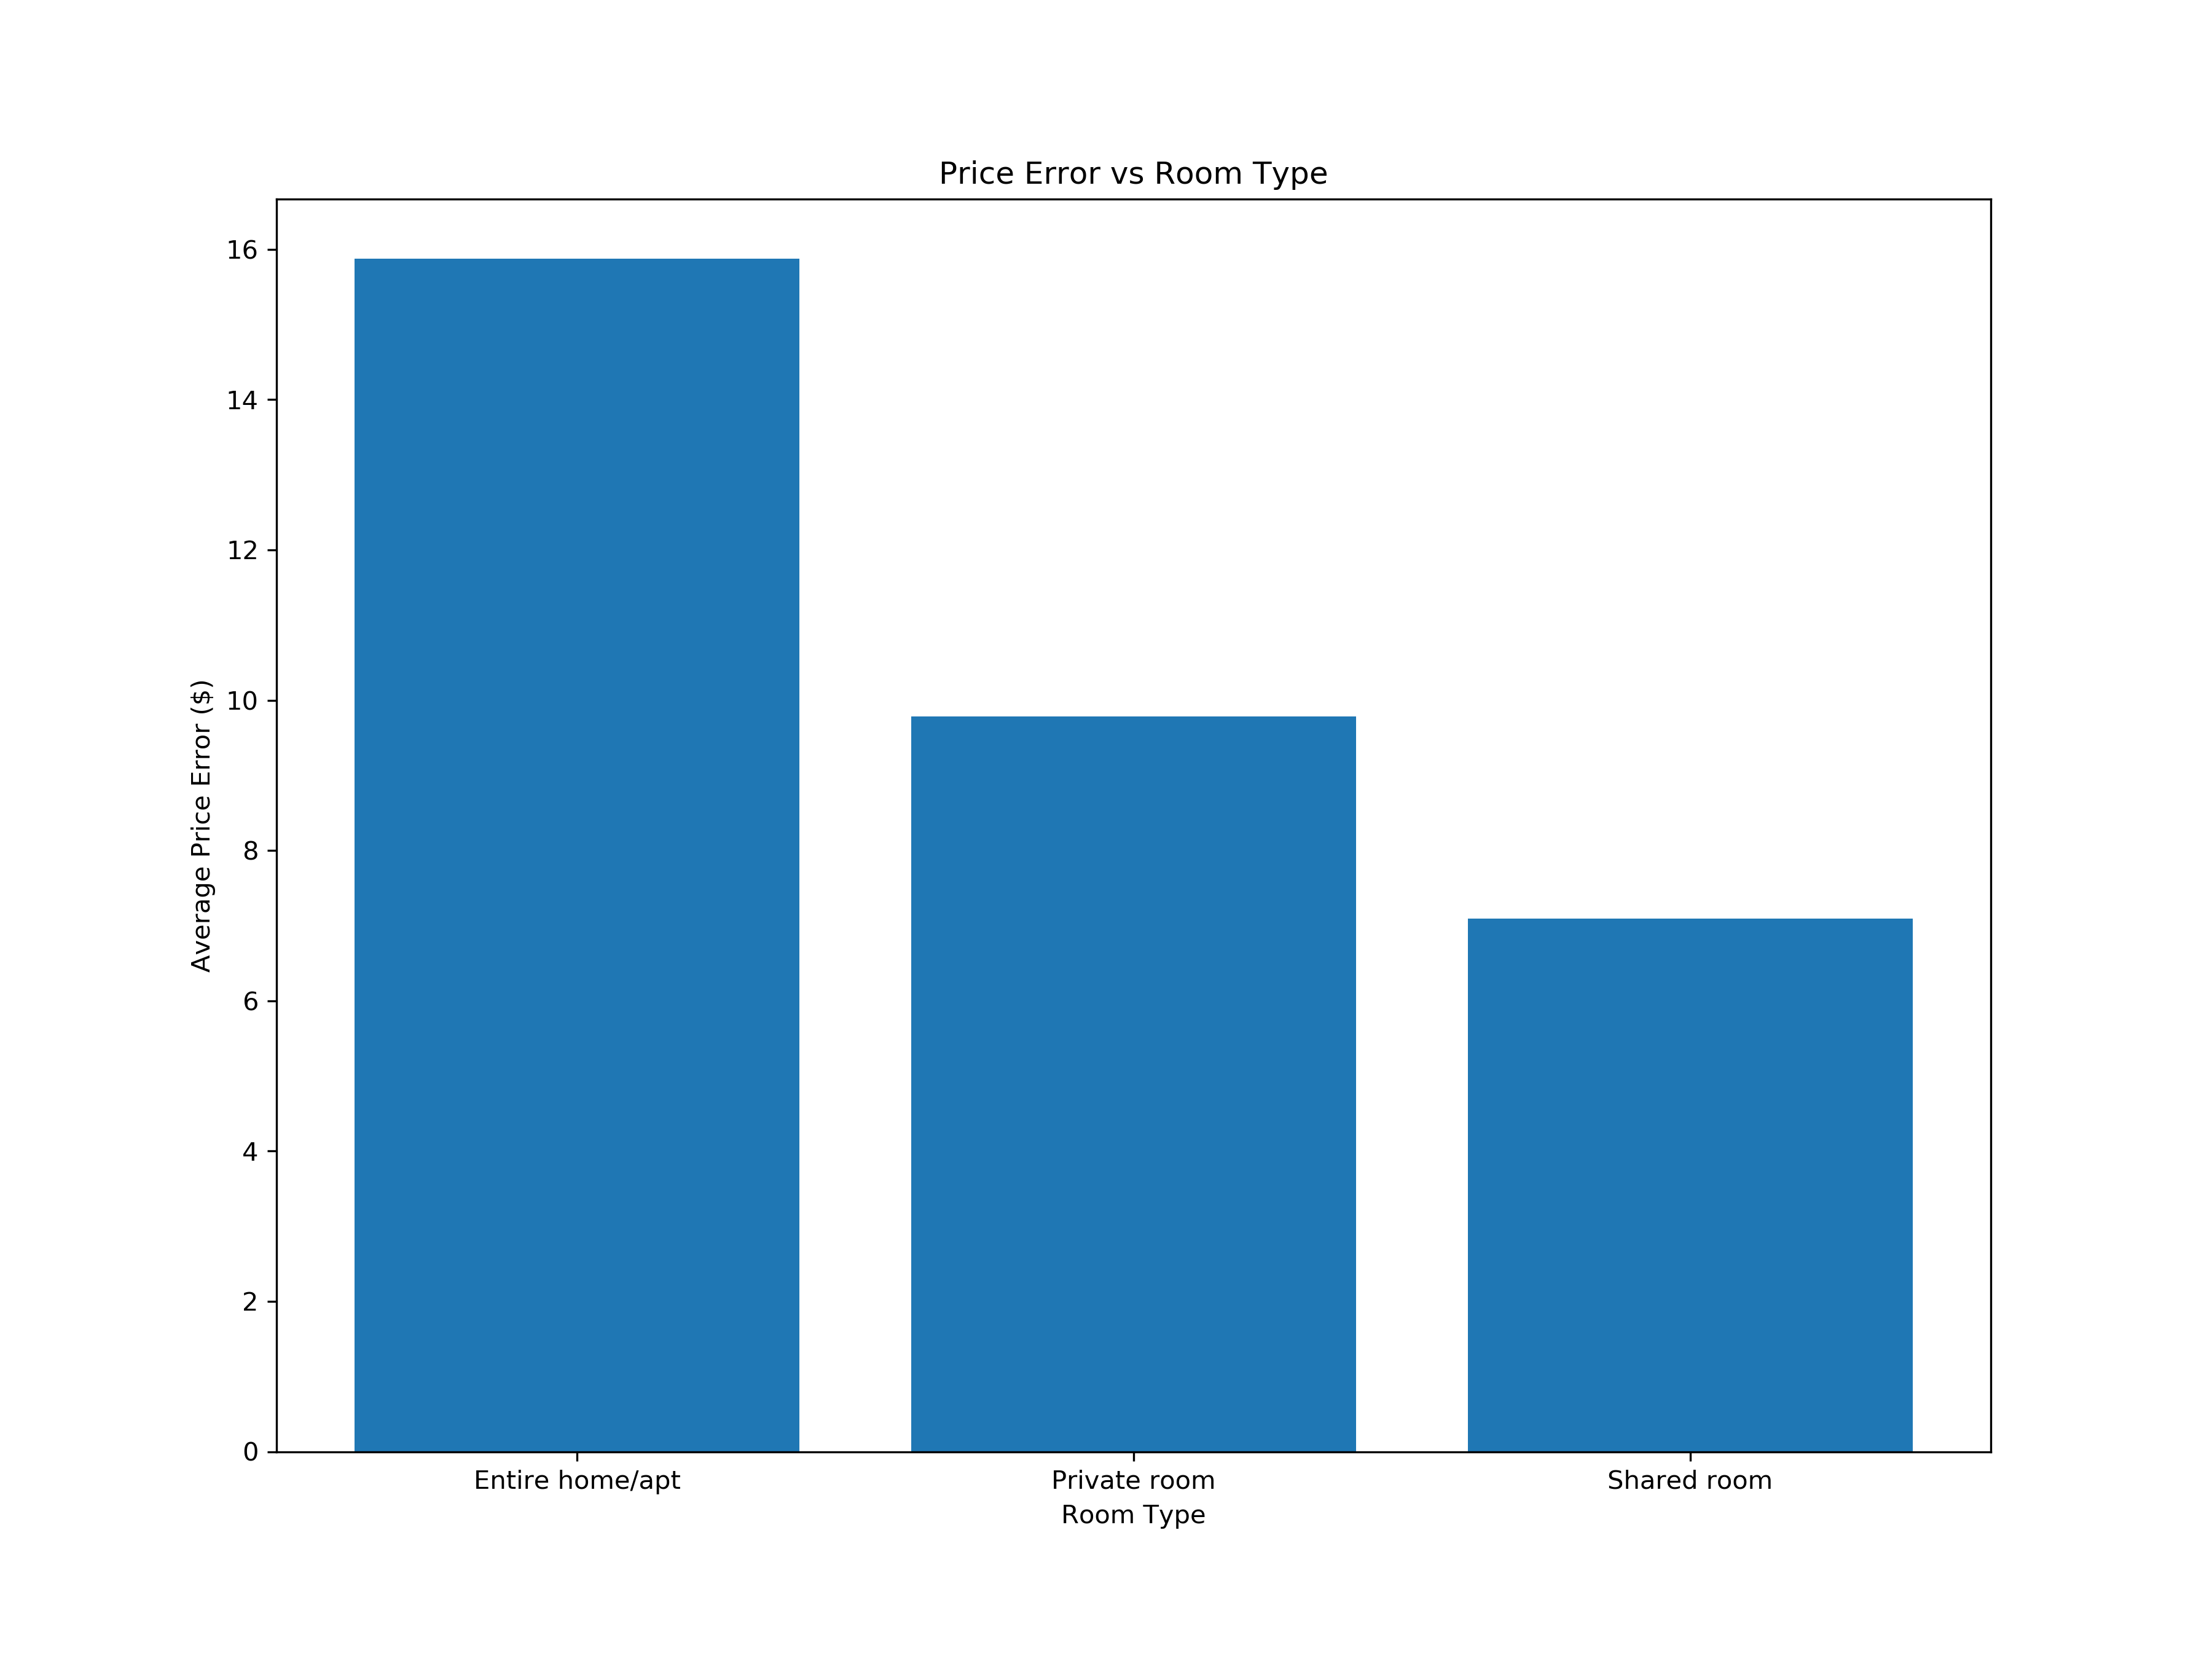 Price Error vs Room Type
Average Price Error ($)
16
14
12
10
8
6
4
2
0
Entire home/apt
Private room
Shared room
Room Type